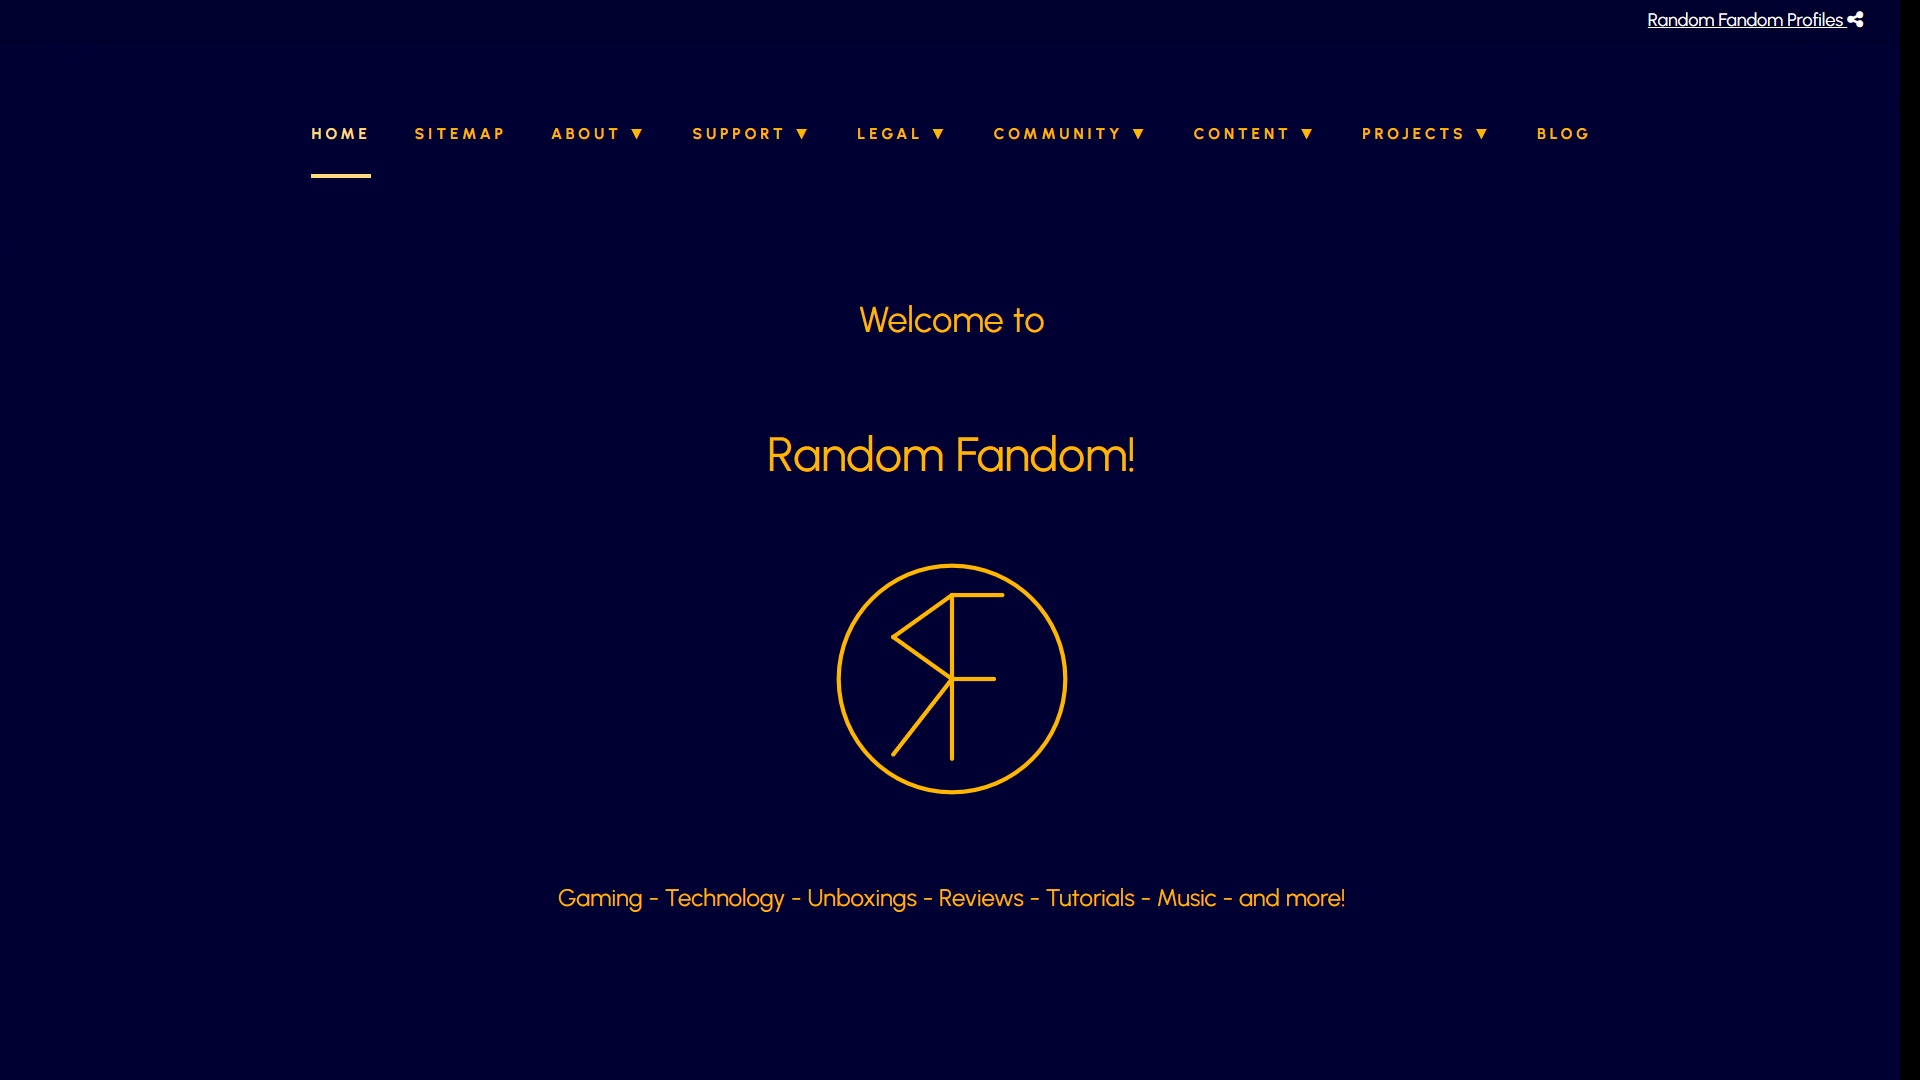 Random Fandom Profiles
HOME SITEMAP ABOUT ▼ SUPPORT ▼ LEGAL ▼ COMMUNITY ▼ CONTENT ▼ PROJECTS ▼ BLOG
Welcome to
Random Fandom!
Gaming - Technology - Unboxings - Reviews - Tutorials - Music - and more!